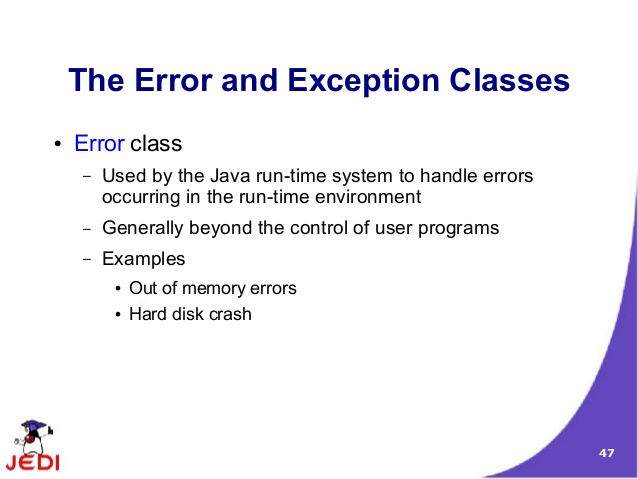 The Error and Exception Classes
• Error class
– Used by the Java run-time system to handle errors
occurring in the run-time environment
– Generally beyond the control of user programs
– Examples
• Out of memory errors
• Hard disk crash
JEDI
47